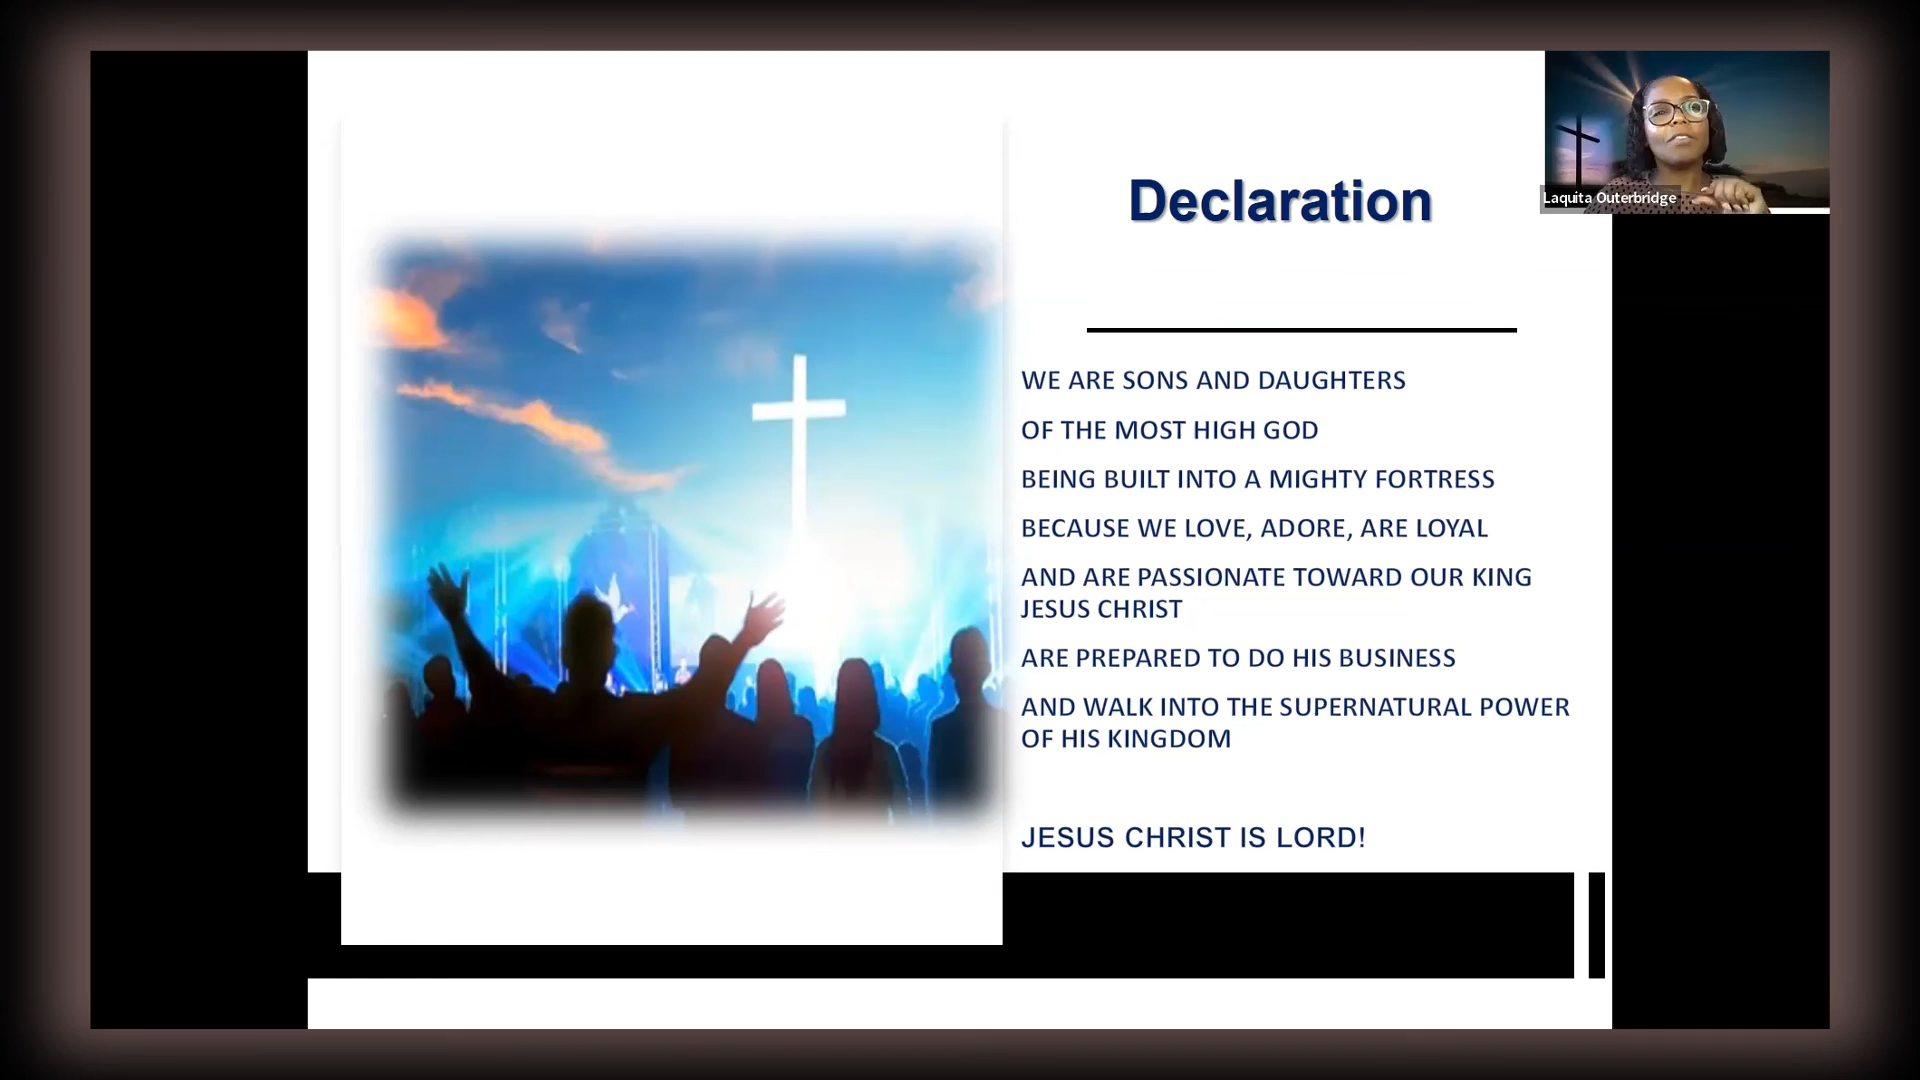 Declaration
Laquita Outerbridge
WE ARE SONS AND DAUGHTERS
OF THE MOST HIGH GOD
BEING BUILT INTO A MIGHTY FORTRESS
BECAUSE WE LOVE, ADORE, ARE LOYAL
AND ARE PASSIONATE TOWARD OUR KING
JESUS CHRIST
ARE PREPARED TO DO HIS BUSINESS
AND WALK INTO THE SUPERNATURAL POWER
OF HIS KINGDOM
JESUS CHRIST IS LORD!